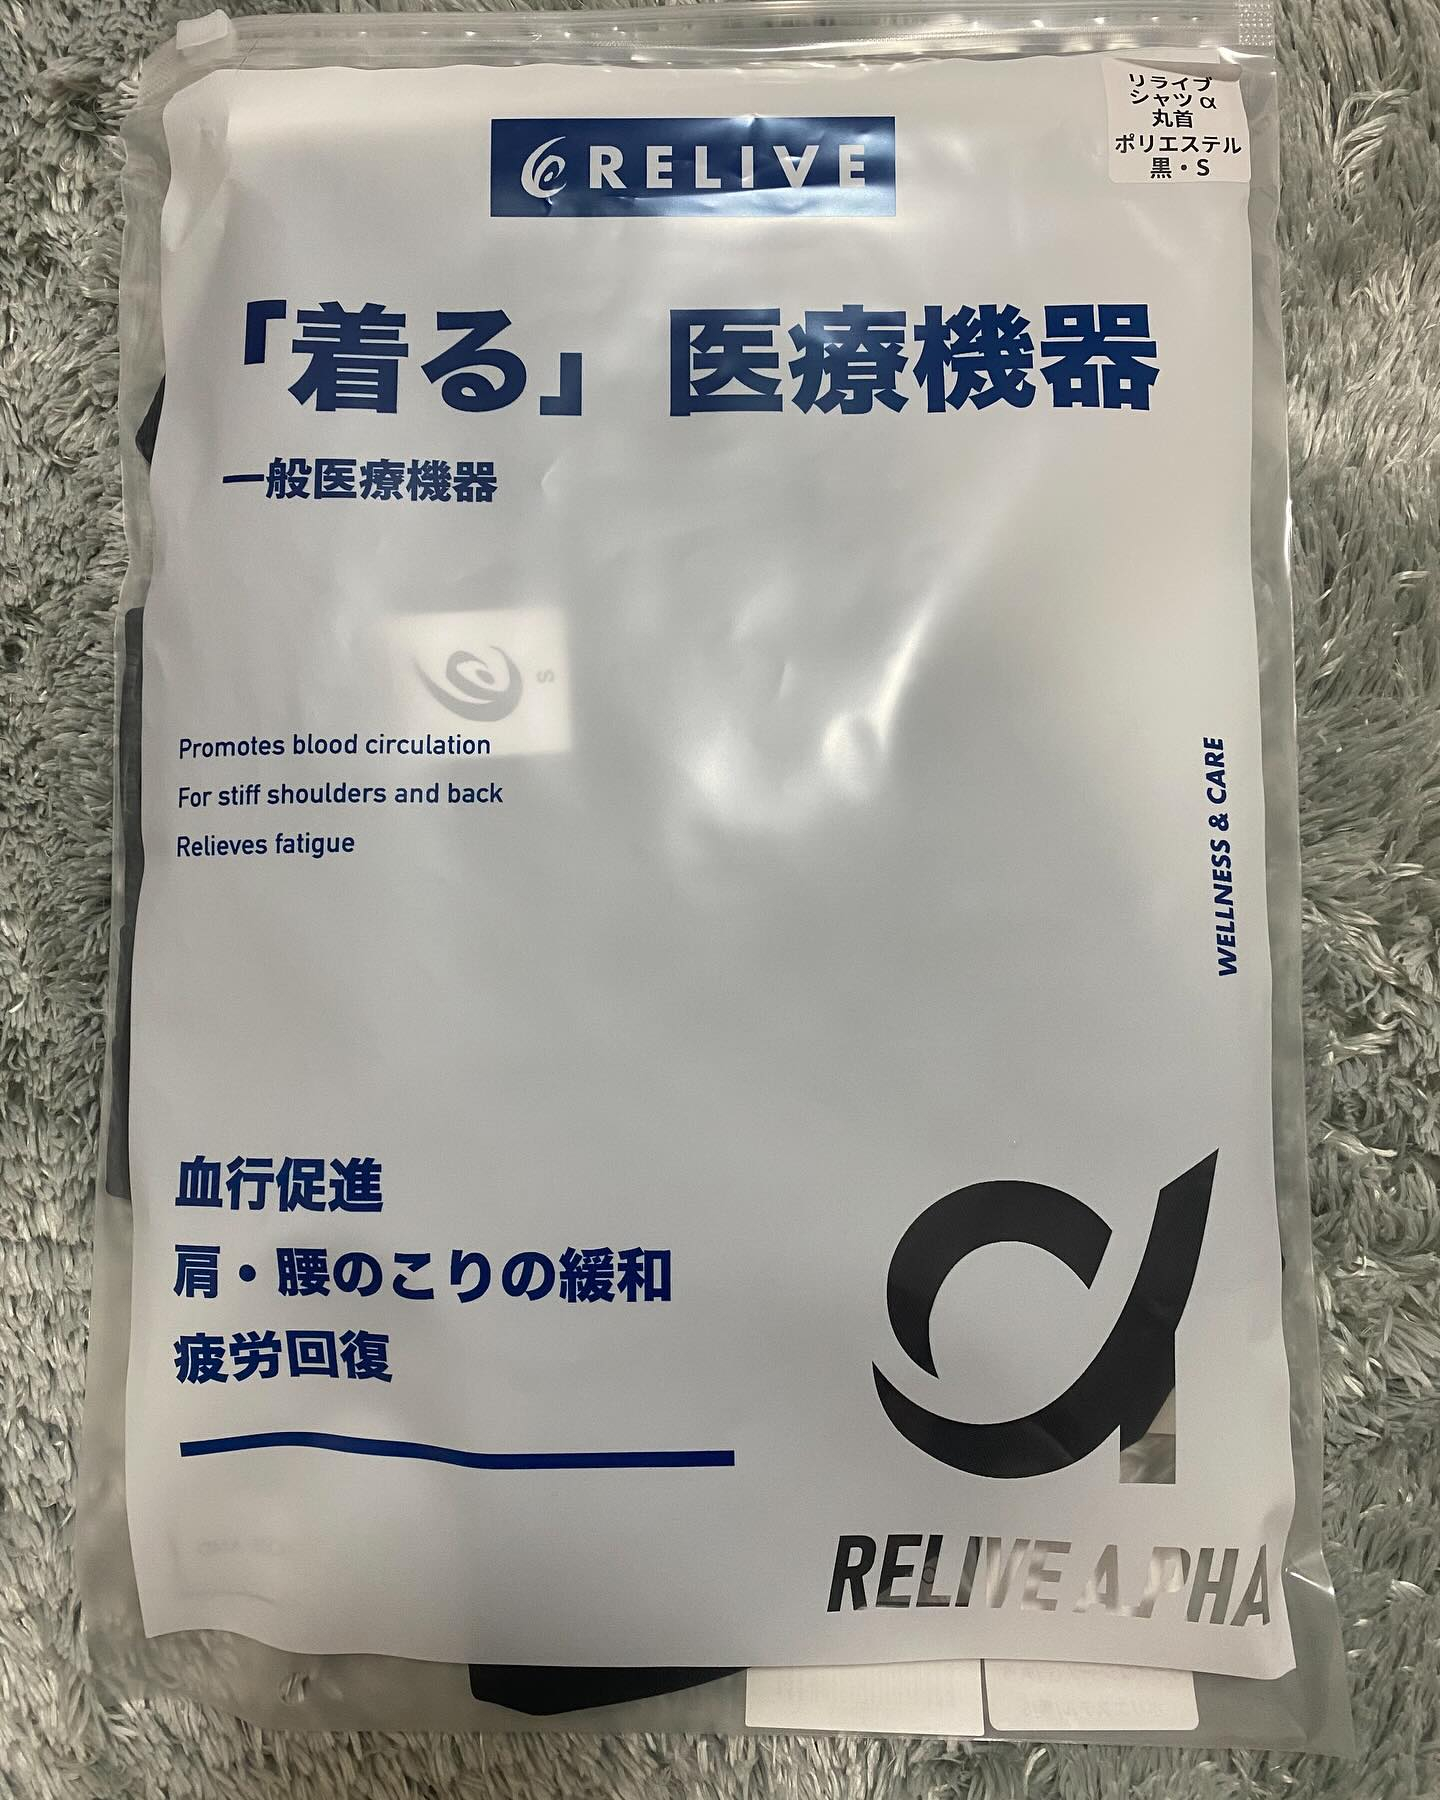 リライブ
シャツα
丸首
ポリエステル
黒・S
RELIVE
「着る」医療機器
一般医療機器
S
Promotes blood circulation
For stiff shoulders and back
Relieves fatigue
WELLNESS & CARE
血行促進
肩・腰のこりの緩和
疲労回復
α
RELIVE ALPHA